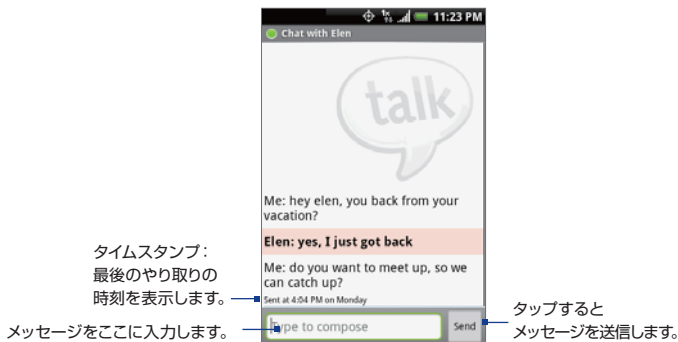 11:23 PM
Chat with Elen
talk
Me: hey elen, you back from your
vacation?
Elen: yes, I just got back
Me: do you want to meet up, so we
can catch up?
Sent at 4:04 PM on Monday
Type to compose
Send
タイムスタンプ：
最後のやり取りの
時刻を表示します。
メッセージをここに入力します。
タップすると
メッセージを送信します。